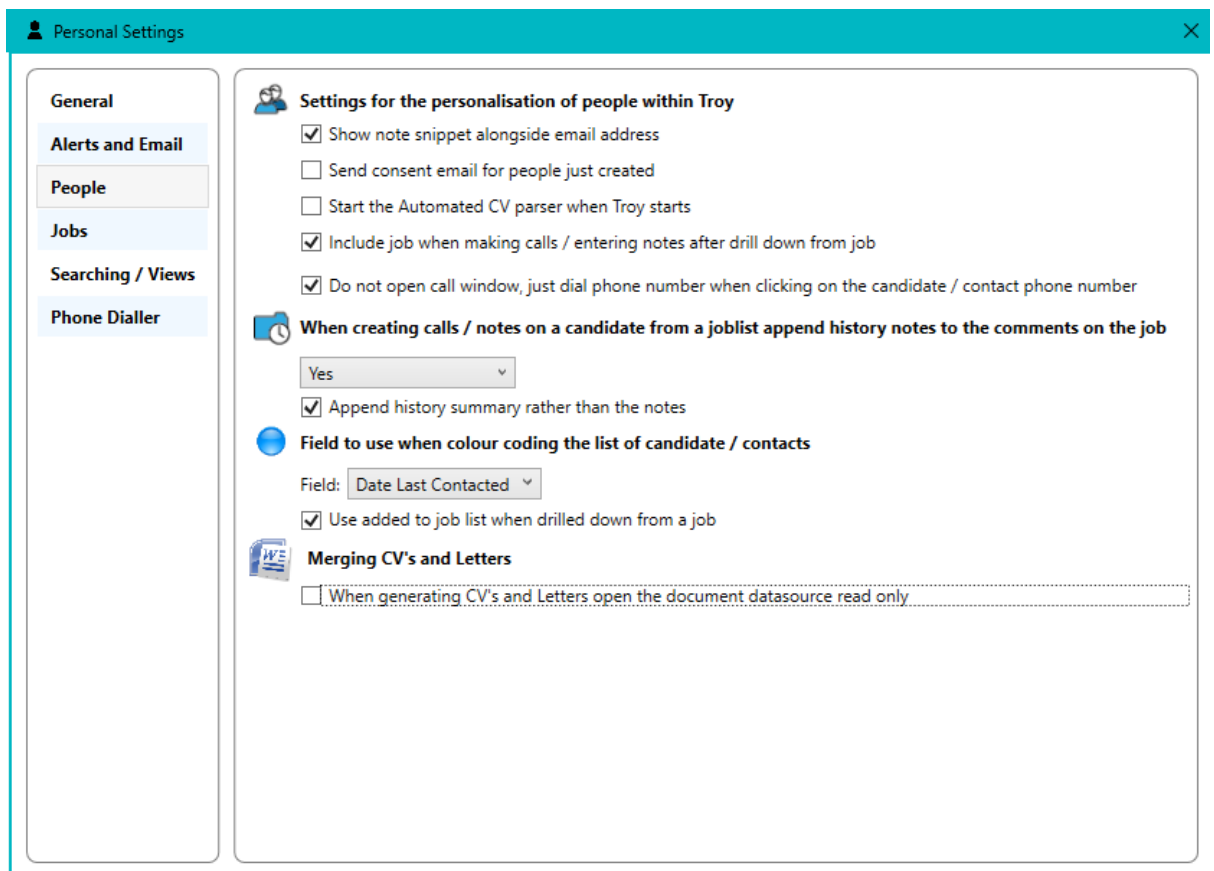 Personal Settings
General
Alerts and Email
People
Jobs
Searching / Views
Phone Dialler
Settings for the personalisation of people within Troy
Show note snippet alongside email address
Send consent email for people just created
Start the Automated CV parser when Troy starts
Include job when making calls / entering notes after drill down from job
Do not open call window, just dial phone number when clicking on the candidate / contact phone number
When creating calls / notes on a candidate from a joblist append history notes to the comments on the job
Yes
Append history summary rather than the notes
Field to use when colour coding the list of candidate / contacts
Field: Date Last Contacted
Use added to job list when drilled down from a job
Merging CV's and Letters
When generating CV's and Letters open the document datasource read only